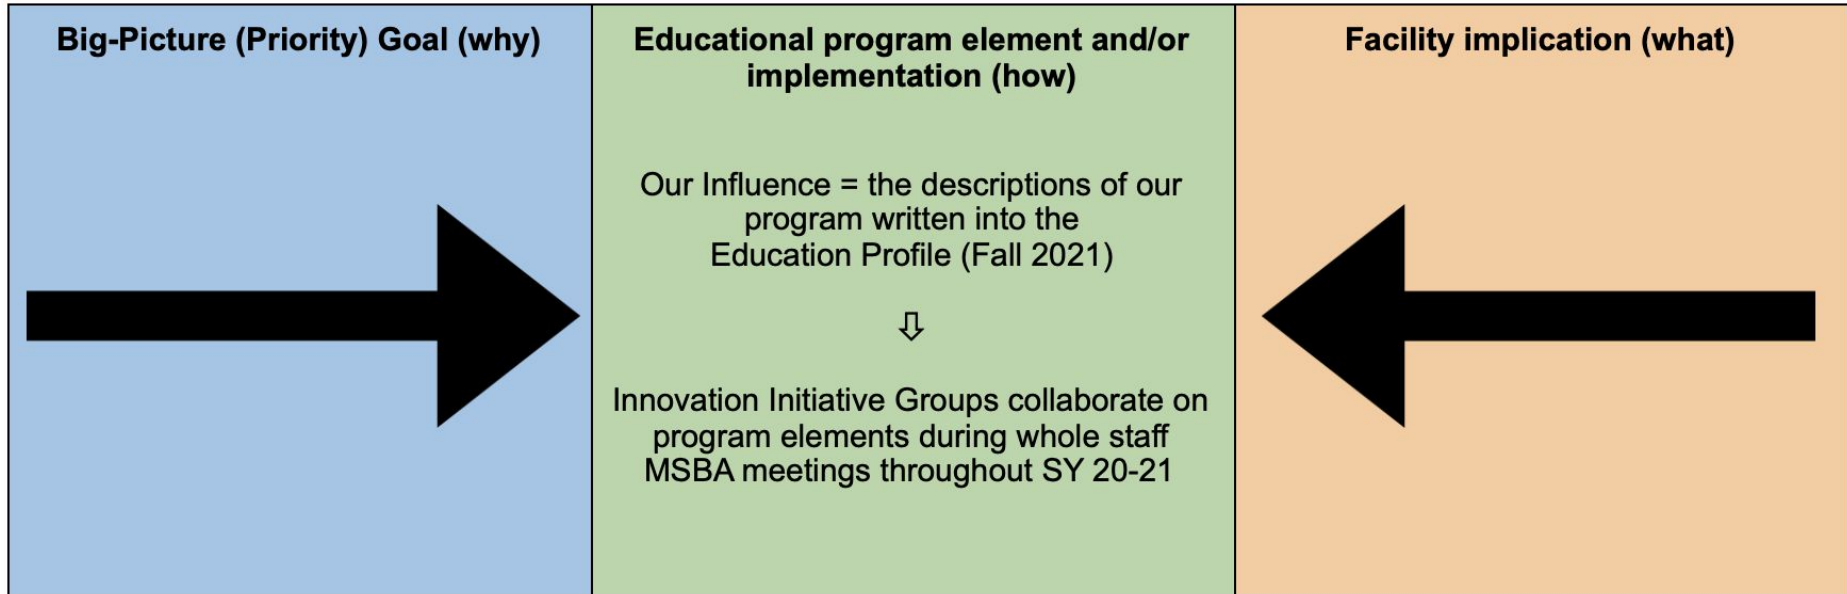 Big-Picture (Priority) Goal (why)
Educational program element and/or
implementation (how)
Our Influence = the descriptions of our
program written into the
Education Profile (Fall 2021)
⇩
Innovation Initiative Groups collaborate on
program elements during whole staff
MSBA meetings throughout SY 20-21
Facility implication (what)